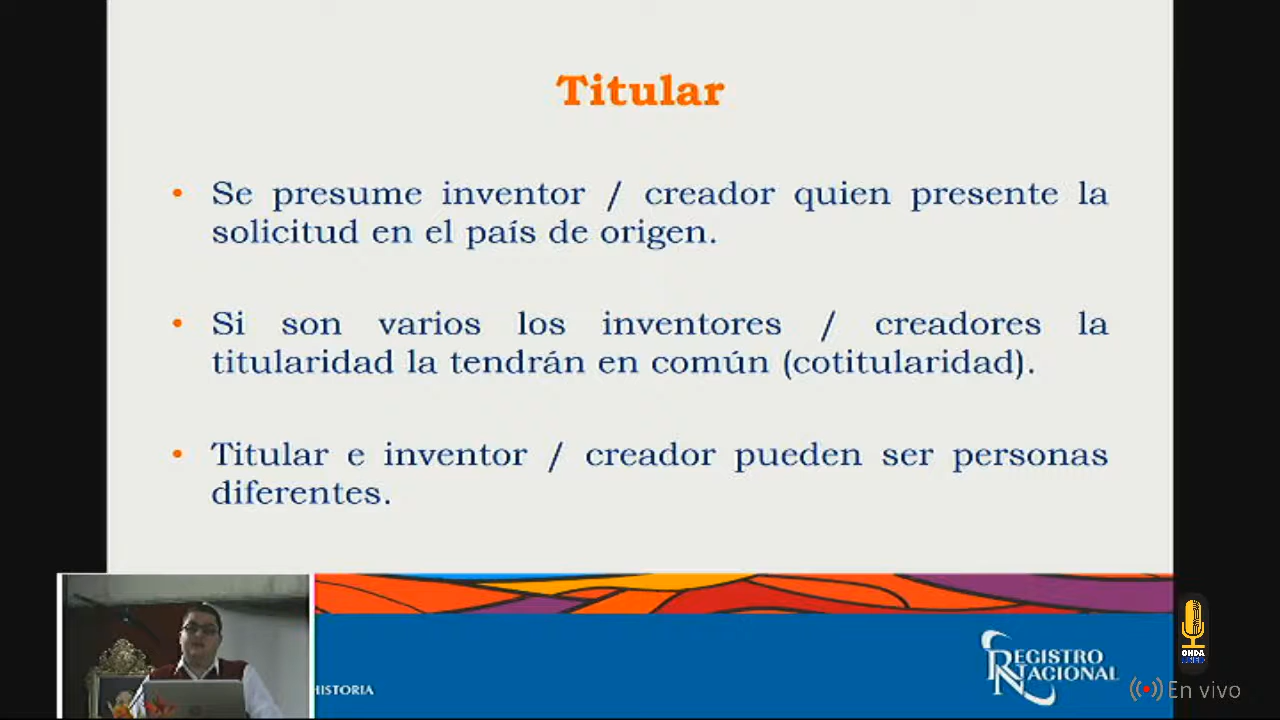 Titular
• Se presume inventor / creador quien presente la
solicitud en el país de origen.
• Si son varios los inventores / creadores la
titularidad la tendrán en común (cotitularidad).
• Titular e inventor / creador pueden ser personas
diferentes.
HISTORIA
REGISTRO
NACIONAL
ONDA
UNED
En vivo